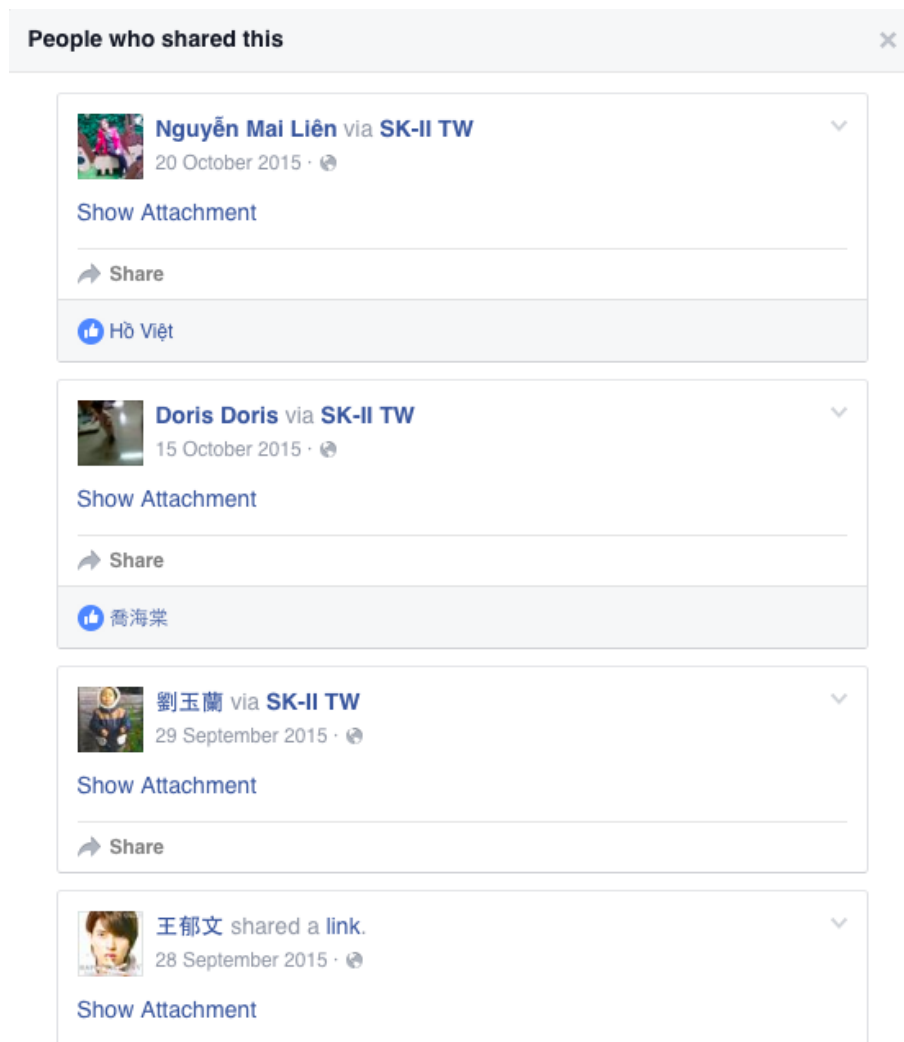 People who shared this
Nguyễn Mai Liên via SK-II TW
20 October 2015 ·
Show Attachment
Share
Hồ Việt
Doris Doris via SK-II TW
15 October 2015 ·
Show Attachment
Share
喬海棠
劉玉蘭 via SK-II TW
29 September 2015 ·
Show Attachment
Share
王郁文 shared a link.
28 September 2015 ·
Show Attachment